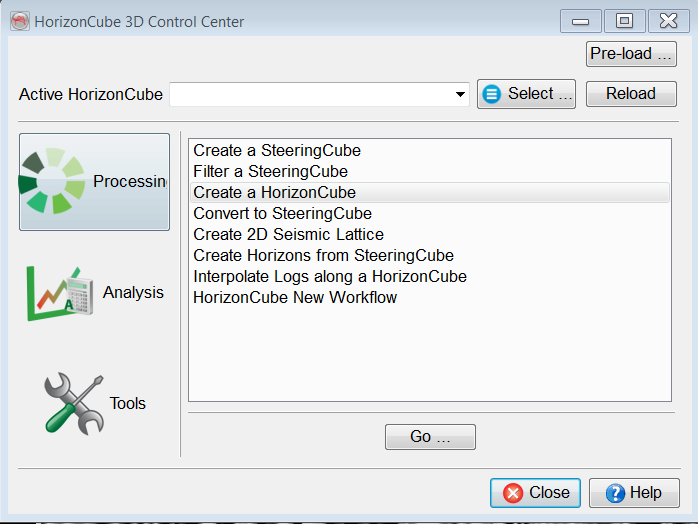 HorizonCube 3D Control Center
Pre-load ...
Active HorizonCube
Select ...
Reload
Processin
Create a SteeringCube
Filter a SteeringCube
Create a HorizonCube
Convert to SteeringCube
Create 2D Seismic Lattice
Create Horizons from SteeringCube
Interpolate Logs along a HorizonCube
HorizonCube New Workflow
Analysis
A
Tools
Go ...
Close
Help